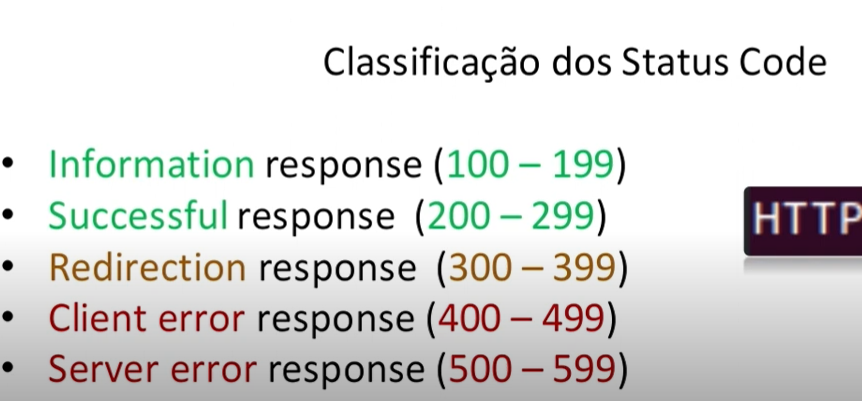 Classificação dos Status Code
• Information response (100 – 199)
• Successful response (200 – 299)
HTTP
• Redirection response (300 – 399)
• Client error response (400 – 499)
• Server error response (500 – 599)